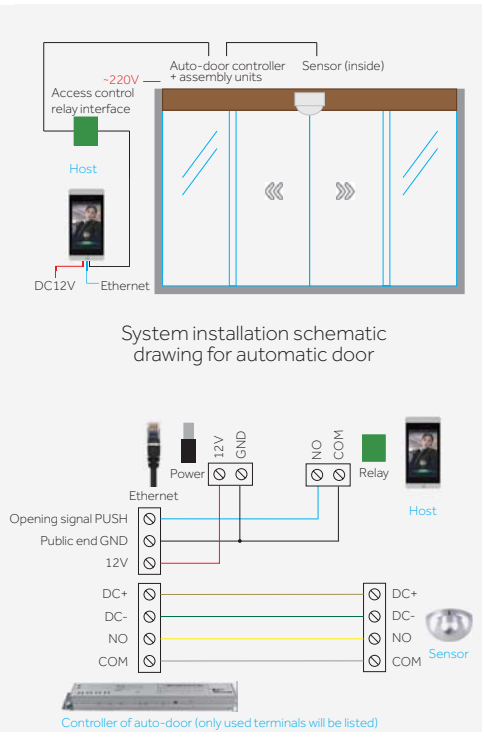 Auto-door controller
+ assembly units
Sensor (inside)
~220V
Access control
relay interface
Host
DC12V
Ethernet
System installation schematic
drawing for automatic door
12V
GND
NO
COM
Power
Relay
Ethernet
Host
Opening signal PUSH
Public end GND
12V
DC+
DC+
DC-
DC-
NO
NO
COM
COM
Sensor
Controller of auto-door (only used terminals will be listed)